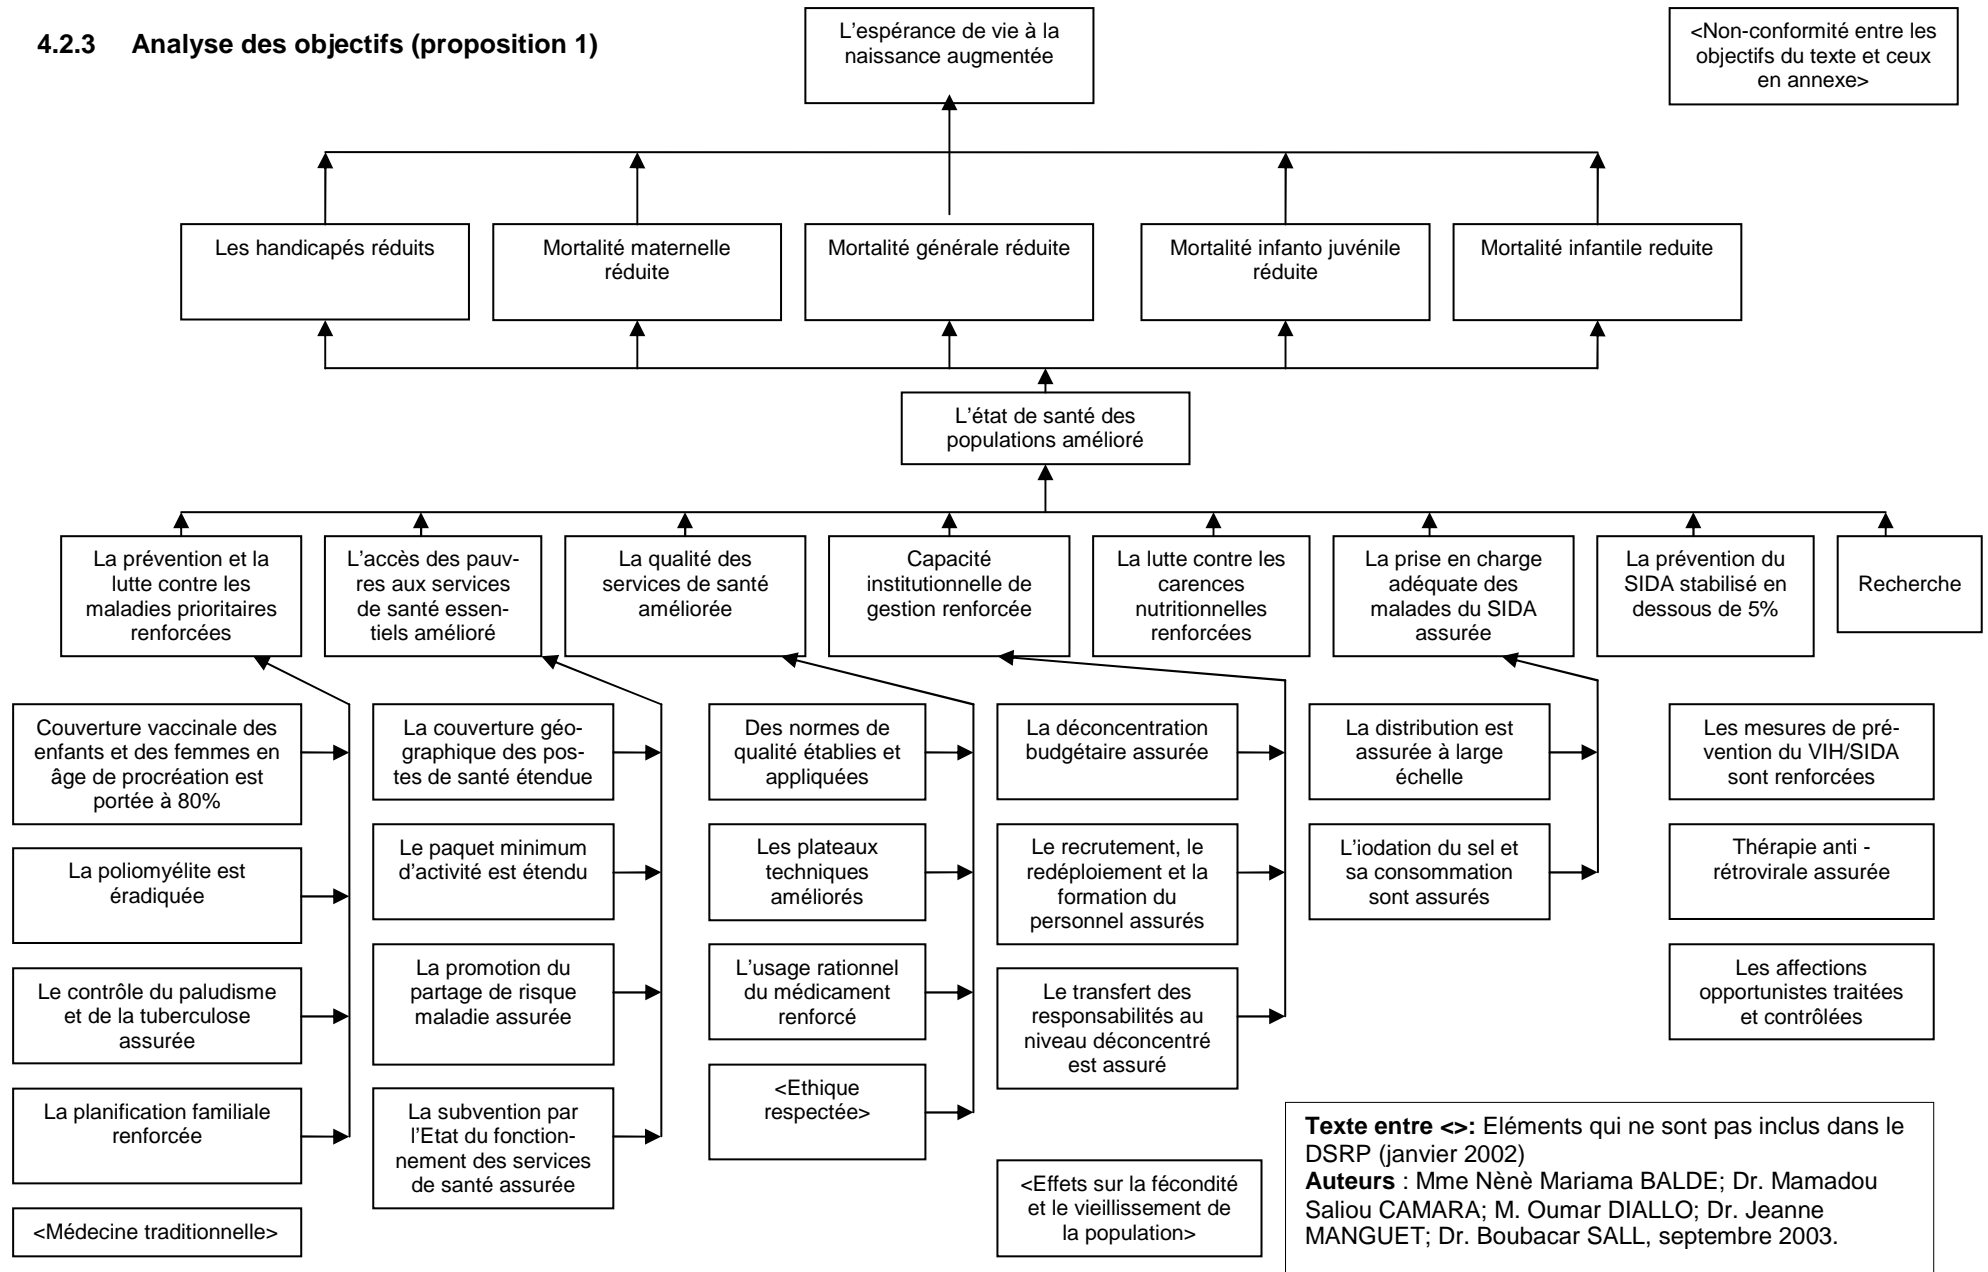 4.2.3 Analyse des objectifs (proposition 1)
L'espérance de vie à la
naissance augmentée
<Non-conformité entre les
objectifs du texte et ceux
en annexe>
Les handicapés réduits
Mortalité maternelle
réduite
Mortalité générale réduite
Mortalité infanto juvénile
réduite
Mortalité infantile reduite
L'état de santé des
populations amélioré
La prévention et la
lutte contre les
maladies prioritaires
renforcées
L'accès des pauv-
res aux services
de santé essen-
tiels amélioré
La qualité des
services de santé
améliorée
Capacité
institutionnelle de
gestion renforcée
La lutte contre les
carences
nutritionnelles
renforcées
La prise en charge
adéquate des
malades du SIDA
assurée
La prévention du
SIDA stabilisé en
dessous de 5%
Recherche
Couverture vaccinale des
enfants et des femmes en
âge de procréation est
portée à 80%
La poliomyélite est
éradiquée
Le contrôle du paludisme
et de la tuberculose
assurée
La planification familiale
renforcée
<Médecine traditionnelle>
La couverture géo-
graphique des pos-
tes de santé étendue
Le paquet minimum
d'activité est étendu
La promotion du
partage de risque
maladie assurée
La subvention par
l'Etat du fonction-
nement des services
de santé assurée
Des normes de
qualité établies et
appliquées
Les plateaux
techniques
améliorés
L'usage rationnel
du médicament
renforcé
<Ethique
respectée>
La déconcentration
budgétaire assurée
Le recrutement, le
redéploiement et la
formation du
personnel assurés
Le transfert des
responsabilités au
niveau déconcentré
est assuré
<Effets sur la fécondité
et le vieillissement de
la population>
La distribution est
assurée à large
échelle
L'iodation du sel et
sa consommation
sont assurés
Les mesures de pré-
vention du VIH/SIDA
sont renforcées
Thérapie anti -
rétrovirale assurée
Les affections
opportunistes traitées
et contrôlées
Texte entre <>: Eléments qui ne sont pas inclus dans le
DSRP (janvier 2002)
Auteurs : Mme Nènè Mariama BALDE; Dr. Mamadou
Saliou CAMARA; M. Oumar DIALLO; Dr. Jeanne
MANGUET; Dr. Boubacar SALL, septembre 2003.